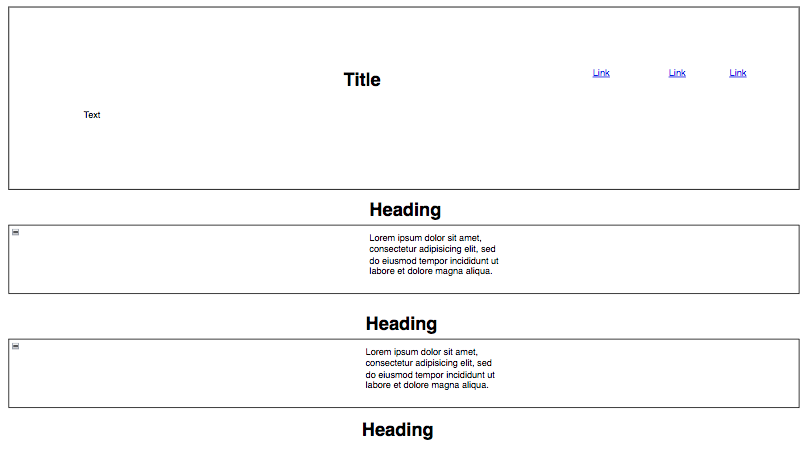 Title
Link Link Link
Text
Heading
Lorem ipsum dolor sit amet,
consectetur adipisicing elit, sed
do eiusmod tempor incididunt ut
labore et dolore magna aliqua.
Heading
Lorem ipsum dolor sit amet,
consectetur adipisicing elit, sed
do eiusmod tempor incididunt ut
labore et dolore magna aliqua.
Heading